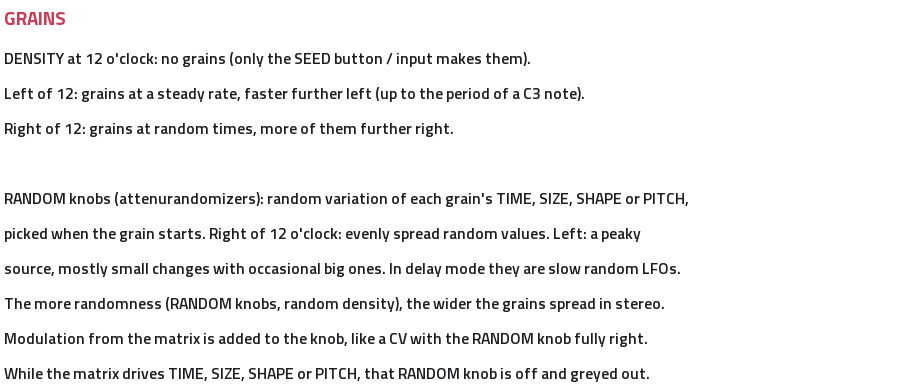 GRAINS
DENSITY at 12 o'clock: no grains (only the SEED button / input makes them).
Left of 12: grains at a steady rate, faster further left (up to the period of a C3 note).
Right of 12: grains at random times, more of them further right.
RANDOM knobs (attenurandomizers): random variation of each grain's TIME, SIZE, SHAPE or PITCH,
picked when the grain starts. Right of 12 o'clock: evenly spread random values. Left: a peaky
source, mostly small changes with occasional big ones. In delay mode they are slow random LFOs.
The more randomness (RANDOM knobs, random density), the wider the grains spread in stereo.
Modulation from the matrix is added to the knob, like a CV with the RANDOM knob fully right.
While the matrix drives TIME, SIZE, SHAPE or PITCH, that RANDOM knob is off and greyed out.